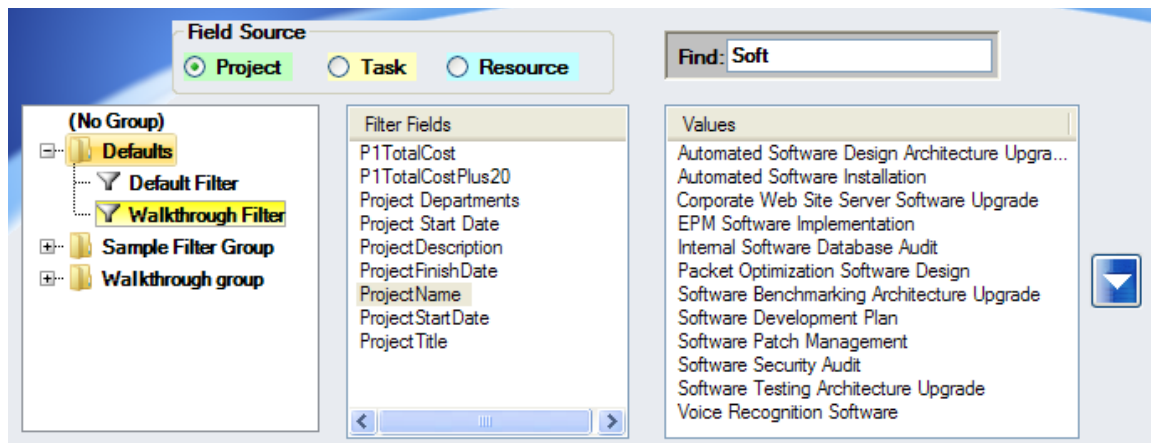 Field Source
Project
Task
Resource
Find: Soft
(No Group)
Defaults
Default Filter
Walkthrough Filter
Sample Filter Group
Walkthrough group
Filter Fields
P1TotalCost
P1TotalCostPlus20
Project Departments
Project Start Date
ProjectDescription
ProjectFinishDate
ProjectName
ProjectStartDate
ProjectTitle
Values
Automated Software Design Architecture Upgra...
Automated Software Installation
Corporate Web Site Server Software Upgrade
EPM Software Implementation
Internal Software Database Audit
Packet Optimization Software Design
Software Benchmarking Architecture Upgrade
Software Development Plan
Software Patch Management
Software Security Audit
Software Testing Architecture Upgrade
Voice Recognition Software